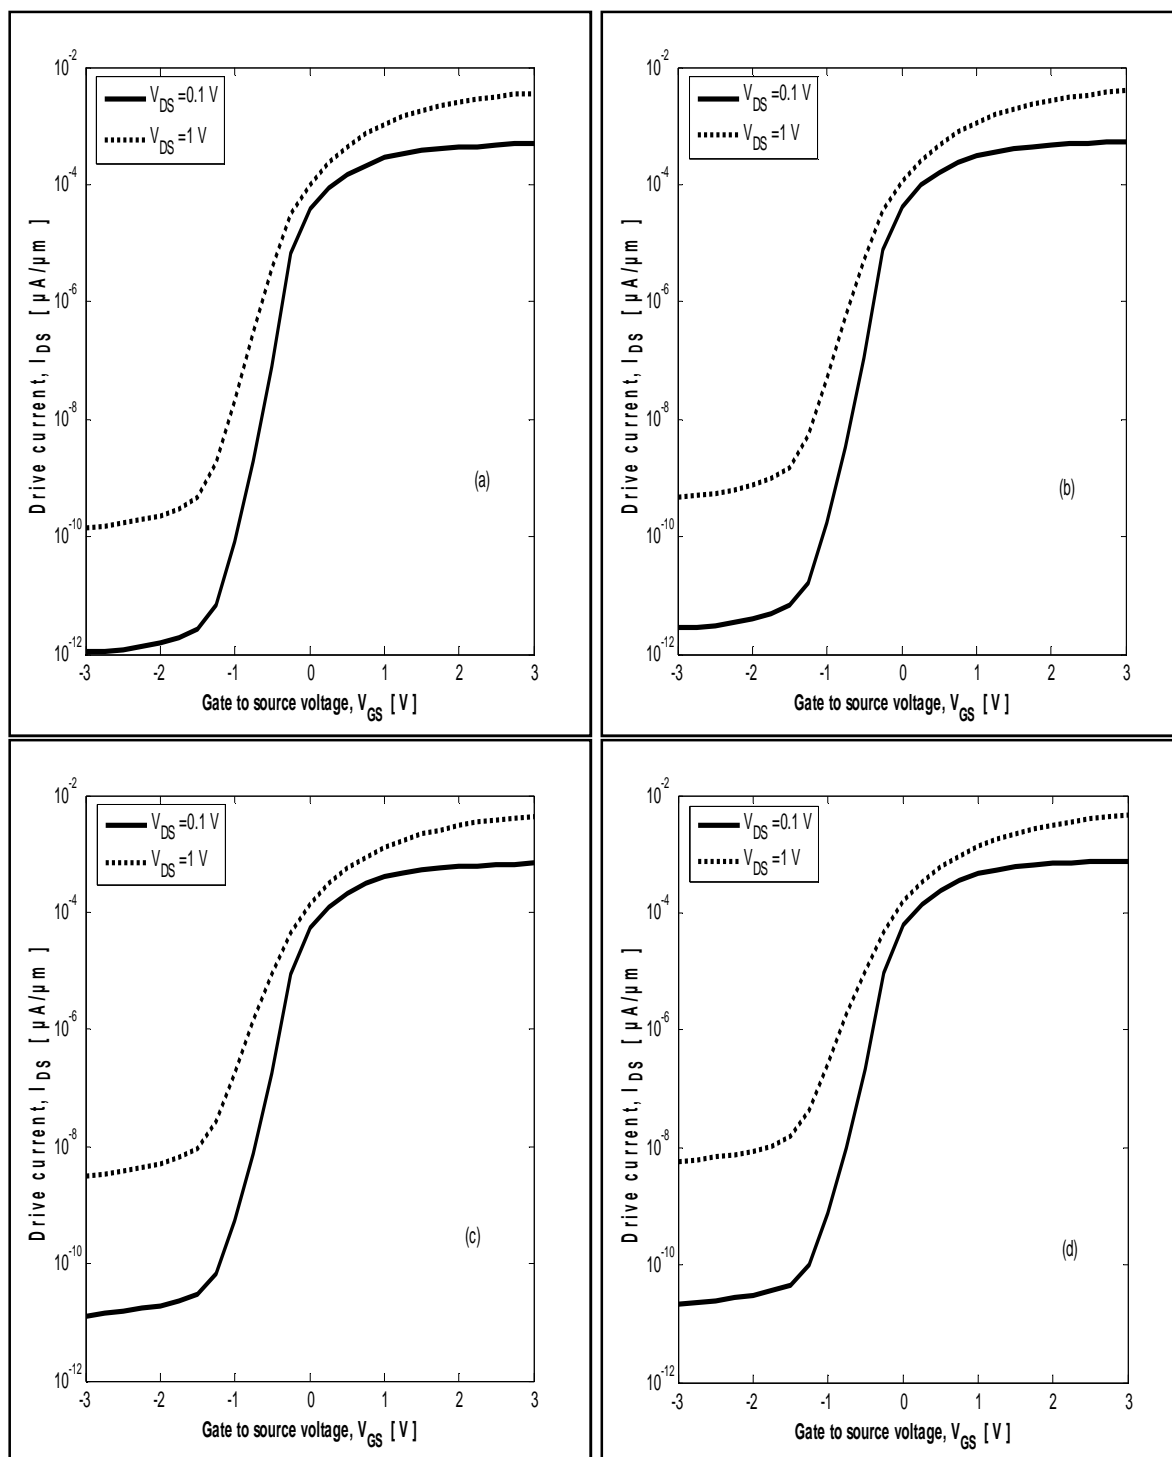 10^-2
V_DS =0.1 V
V_DS =1 V
10^-4
10^-6
10^-8
10^-10
10^-12
Drive current, I_DS [ µA/µm ]
(a)
-3 -2 -1 0 1 2 3
Gate to source voltage, V_GS [ V ]
10^-2
V_DS =0.1 V
V_DS =1 V
10^-4
10^-6
10^-8
10^-10
10^-12
Drive current, I_DS [ µA/µm ]
(b)
-3 -2 -1 0 1 2 3
Gate to source voltage, V_GS [ V ]
10^-2
V_DS =0.1 V
V_DS =1 V
10^-4
10^-6
10^-8
10^-10
10^-12
Drive current, I_DS [ µA/µm ]
(c)
-3 -2 -1 0 1 2 3
Gate to source voltage, V_GS [ V ]
10^-2
V_DS =0.1 V
V_DS =1 V
10^-4
10^-6
10^-8
10^-10
10^-12
Drive current, I_DS [ µA/µm ]
(d)
-3 -2 -1 0 1 2 3
Gate to source voltage, V_GS [ V ]